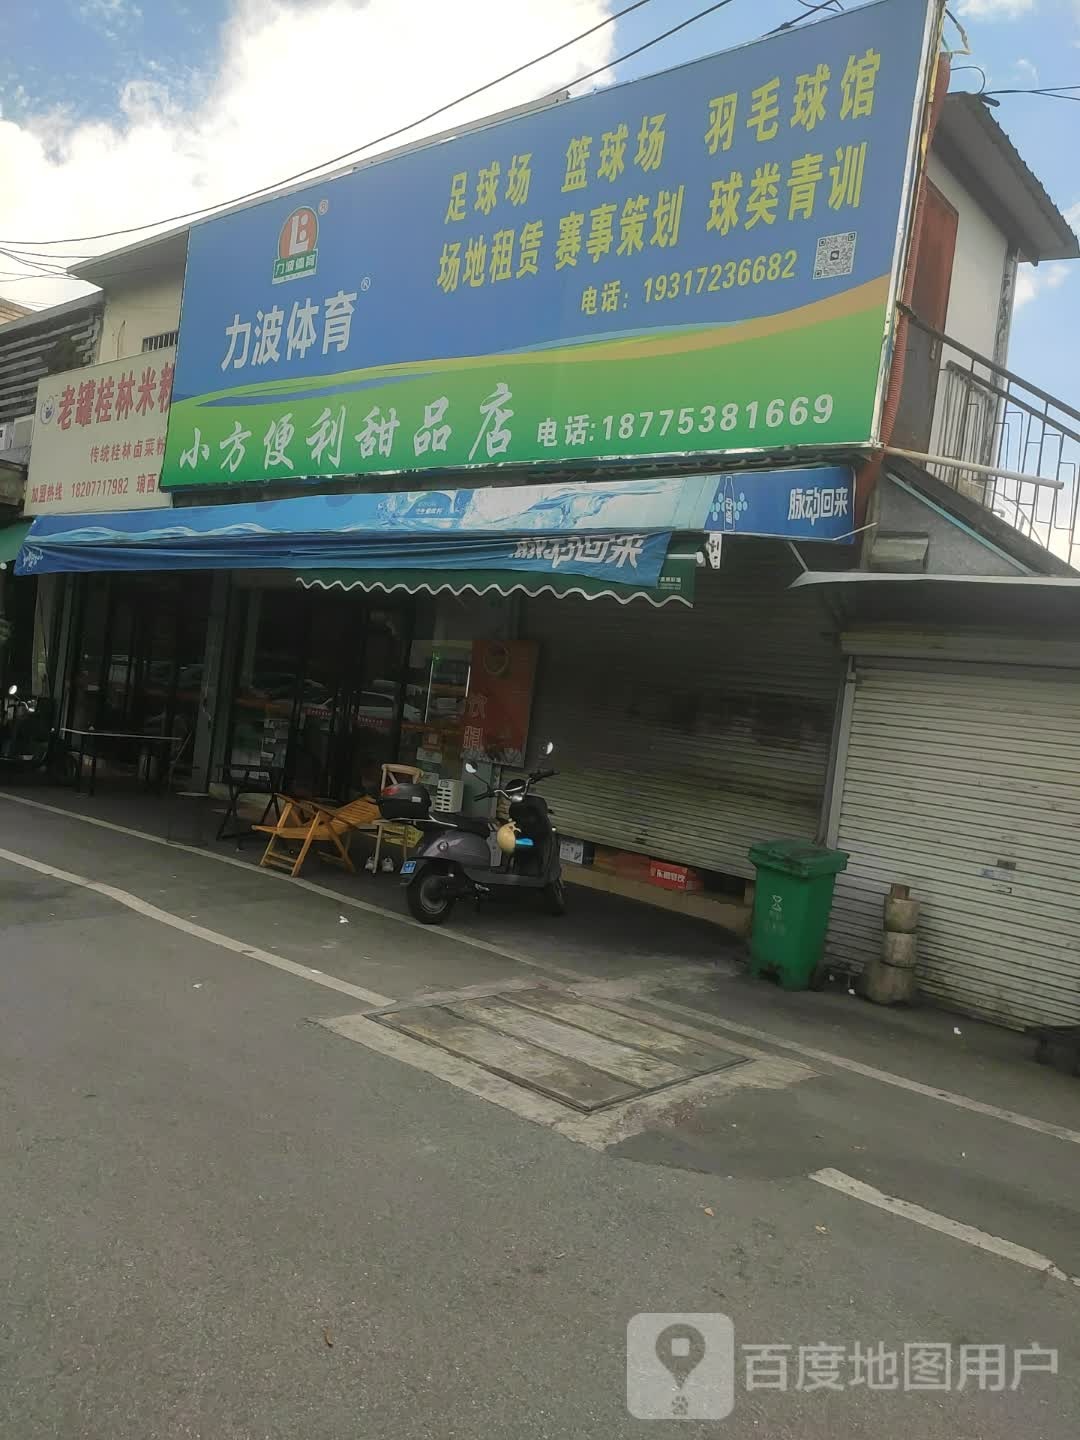 足球场 篮球场 羽毛球馆
场地租赁 赛事策划 球类青训
电话：19317236682
力波体育®
力波体育®
小方便利甜品店 电话:18775381669
老罐桂林米粉
传统桂林卤菜粉
加盟热线 18207717982
脉动回来
脉动回来
百度地图用户